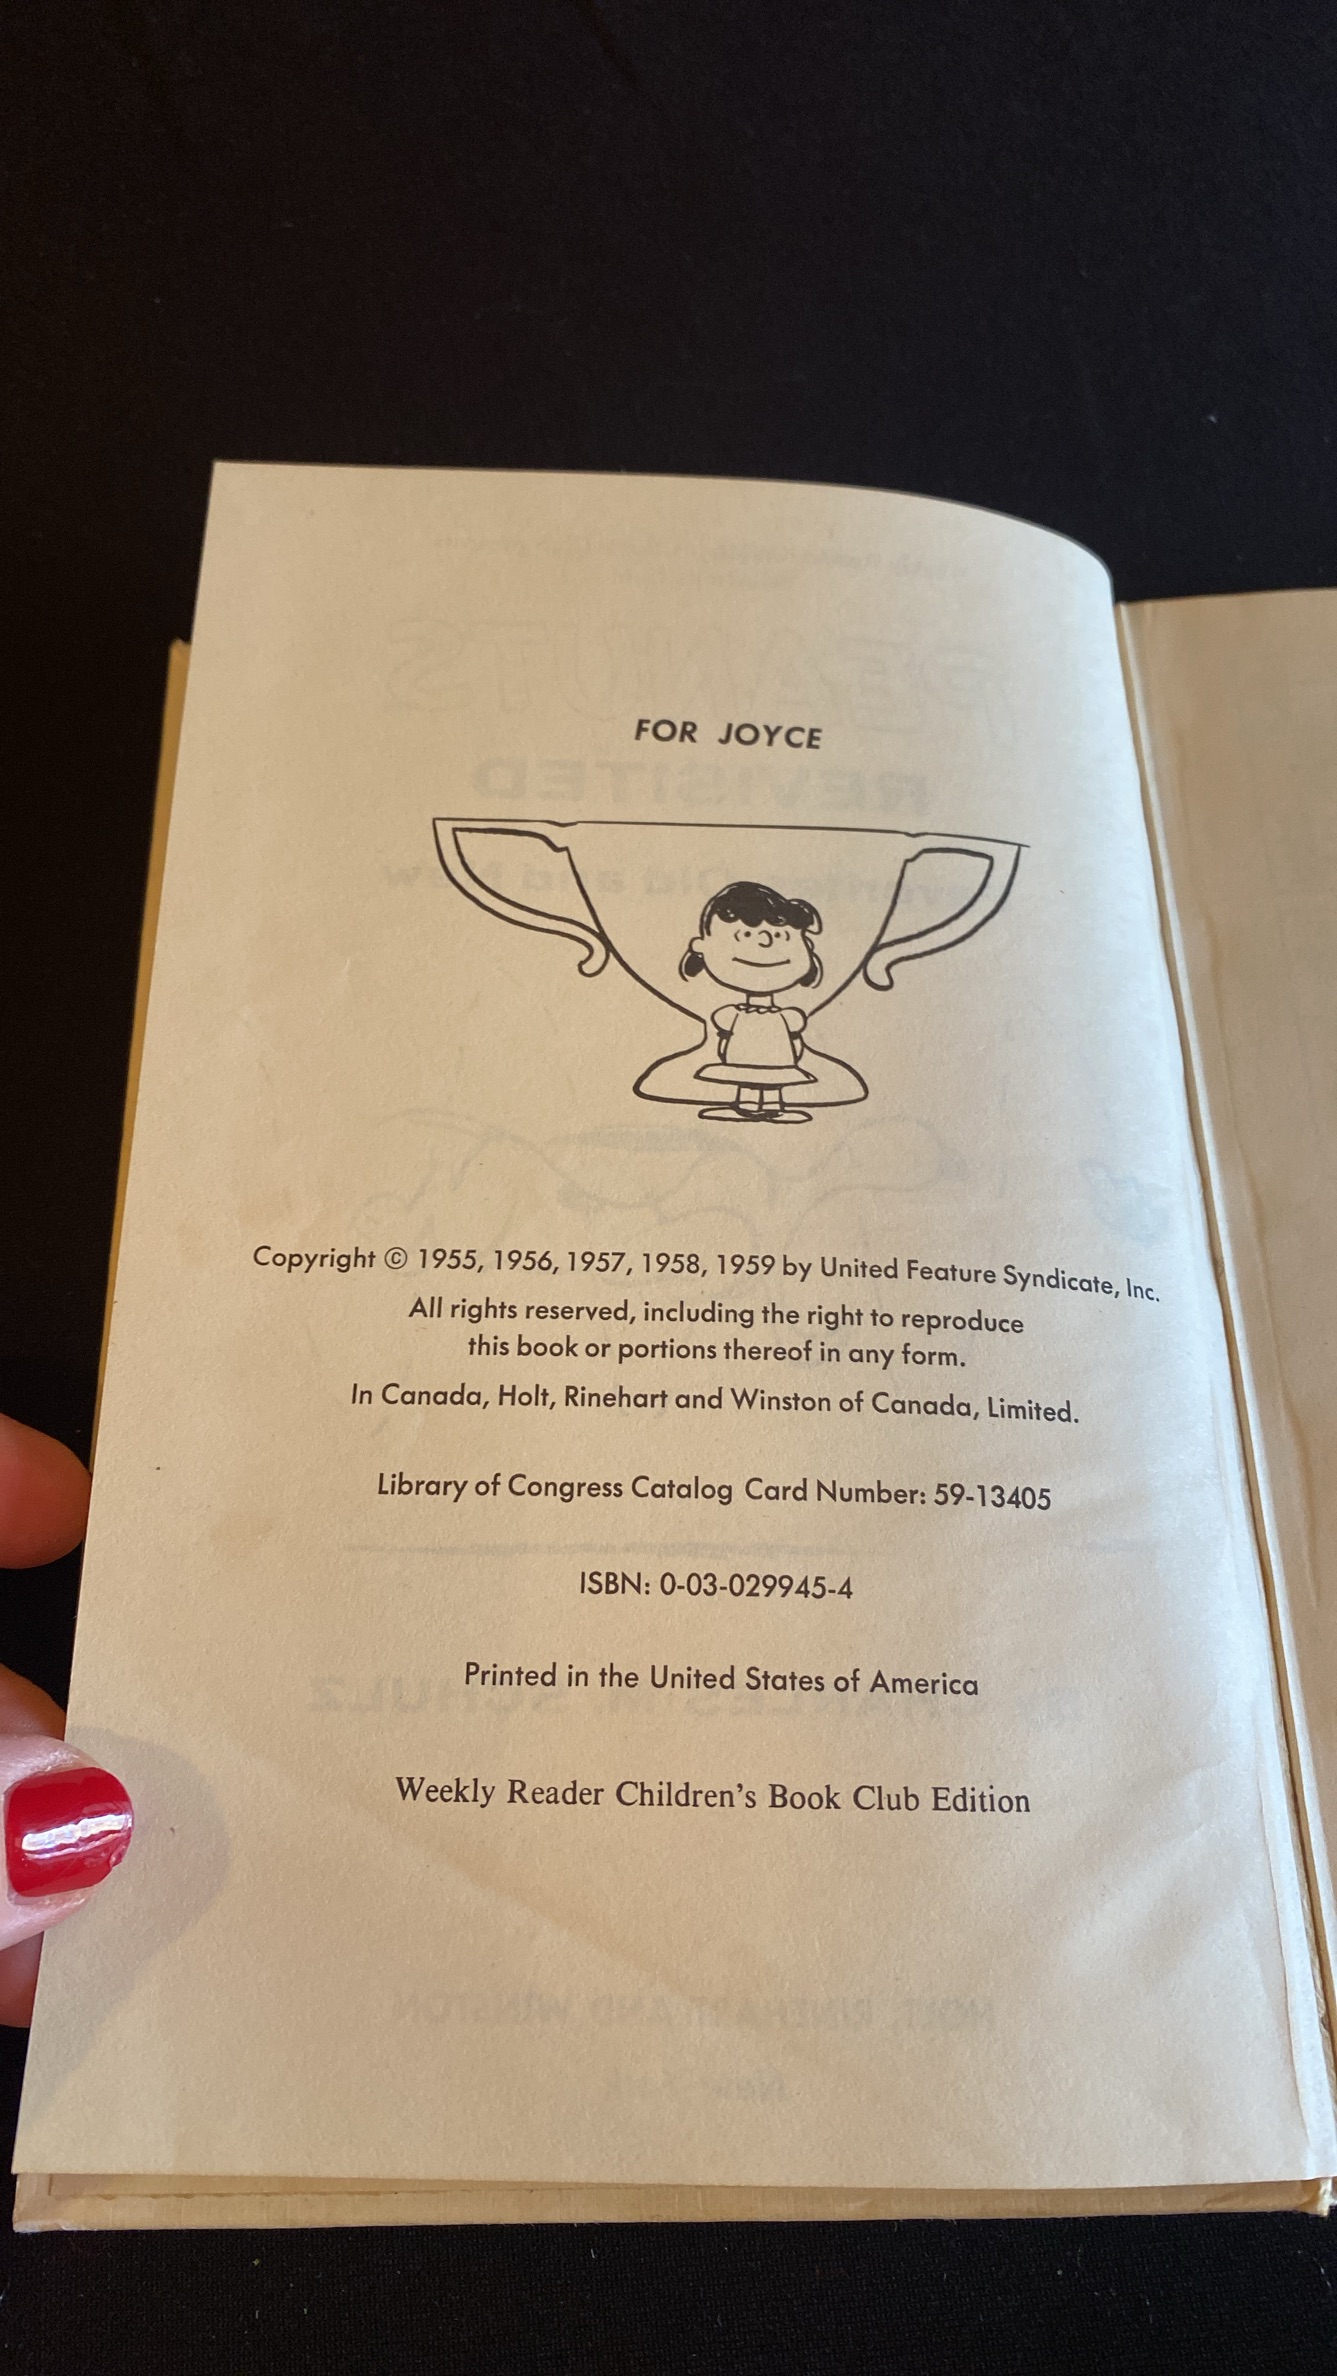 FOR JOYCE
Copyright © 1955, 1956, 1957, 1958, 1959 by United Feature Syndicate, Inc.
All rights reserved, including the right to reproduce
this book or portions thereof in any form.
In Canada, Holt, Rinehart and Winston of Canada, Limited.
Library of Congress Catalog Card Number: 59-13405
ISBN: 0-03-029945-4
Printed in the United States of America
Weekly Reader Children's Book Club Edition